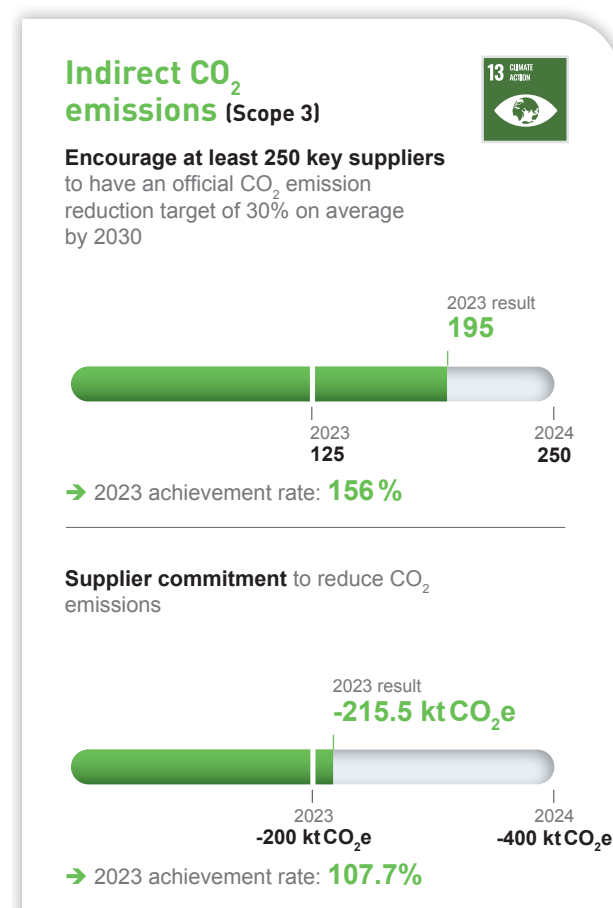 Indirect CO₂
emissions (Scope 3)
13 CLIMATE
ACTION
Encourage at least 250 key suppliers
to have an official CO₂ emission
reduction target of 30% on average
by 2030
2023 result
195
2023
125
2024
250
➔ 2023 achievement rate: 156 %
Supplier commitment to reduce CO₂
emissions
2023 result
-215.5 kt CO₂e
2023
-200 kt CO₂e
2024
-400 kt CO₂e
➔ 2023 achievement rate: 107.7%